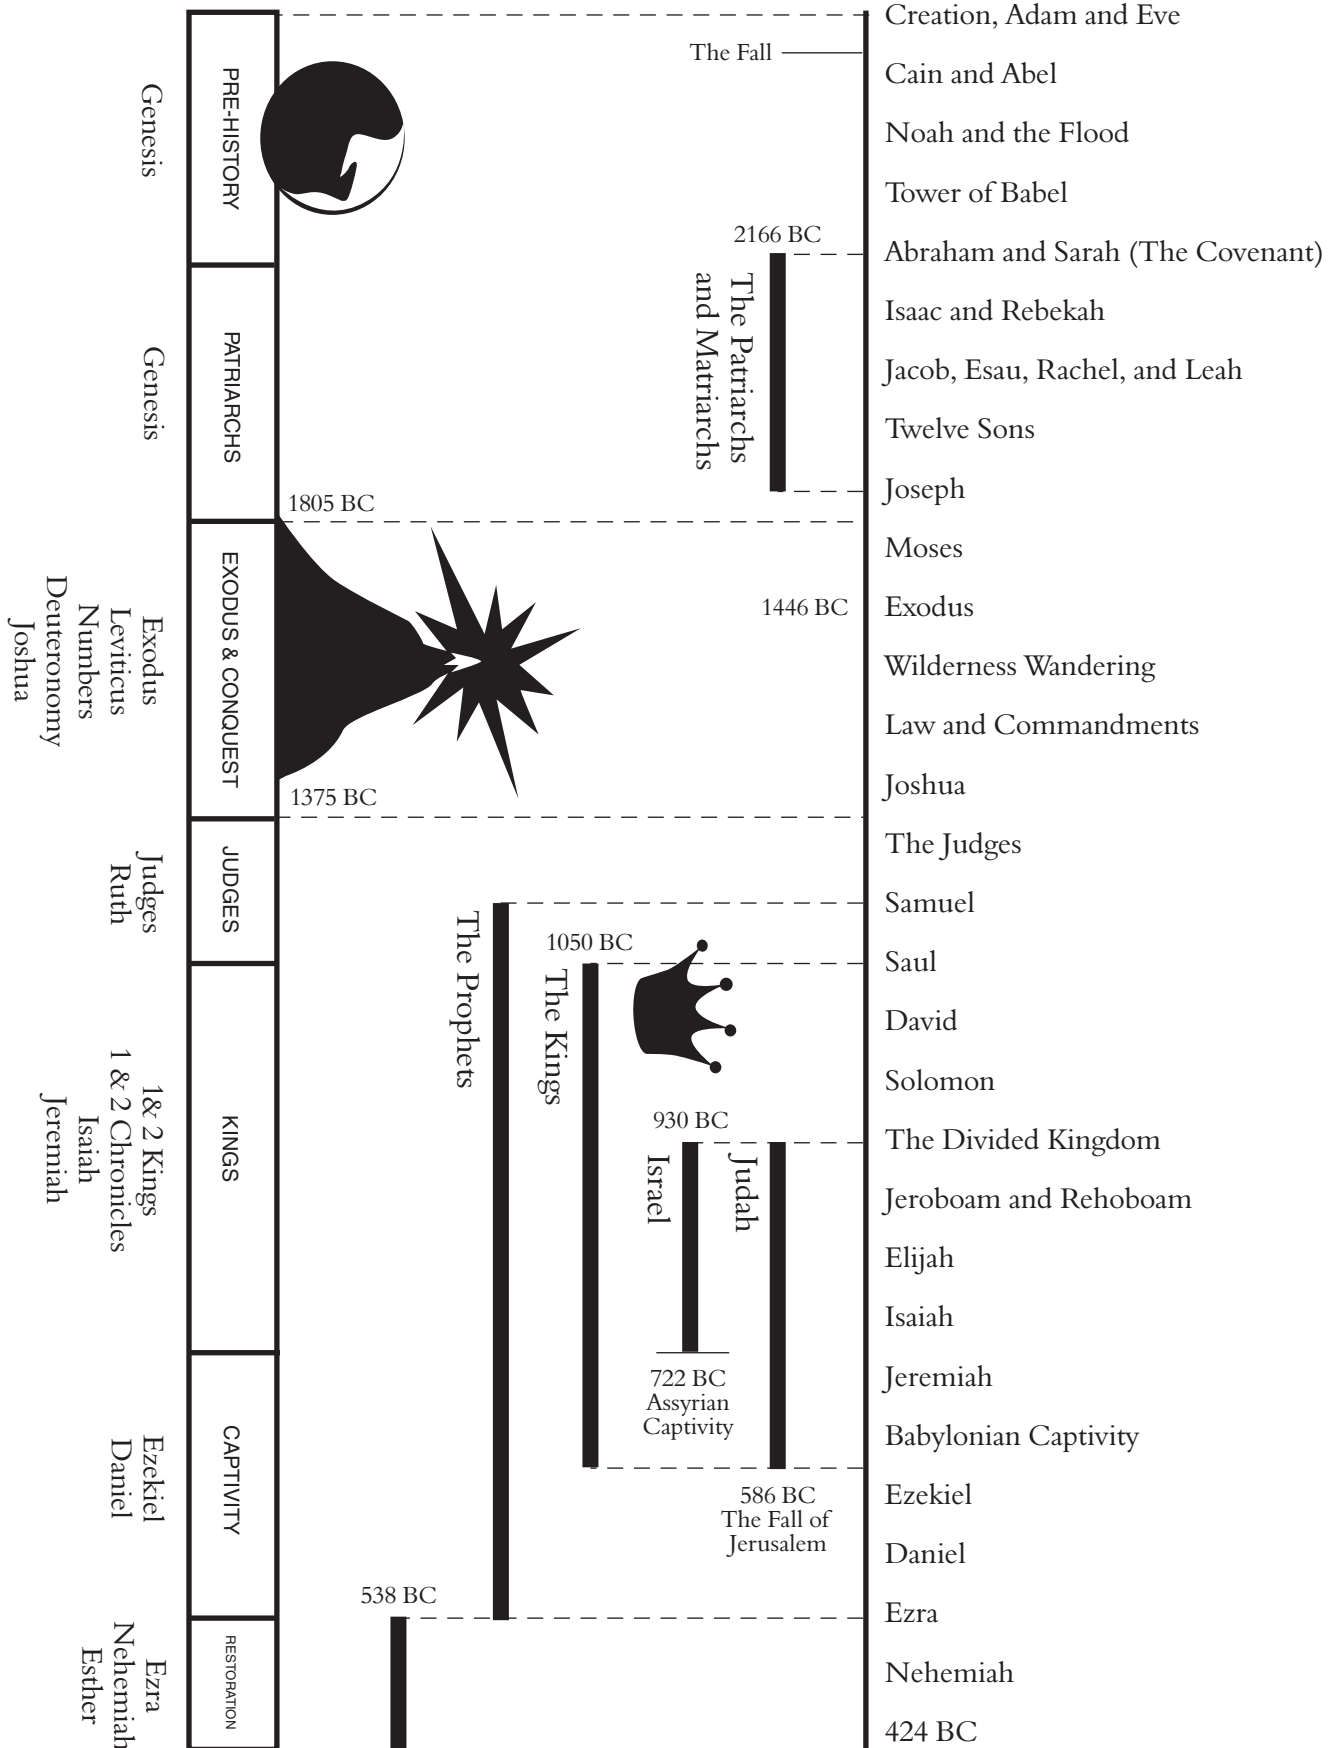 Creation, Adam and Eve
The Fall
Cain and Abel
Noah and the Flood
Tower of Babel
PRE-HISTORY
Genesis
2166 BC
Abraham and Sarah (The Covenant)
Isaac and Rebekah
Jacob, Esau, Rachel, and Leah
Twelve Sons
Joseph
The Patriarchs
and Matriarchs
PATRIARCHS
Genesis
1805 BC
Moses
1446 BC
Exodus
Wilderness Wandering
Law and Commandments
Joshua
EXODUS & CONQUEST
Exodus
Leviticus
Numbers
Deuteronomy
Joshua
1375 BC
The Judges
Samuel
JUDGES
Judges
Ruth
The Prophets
1050 BC
The Kings
Saul
David
Solomon
930 BC
The Divided Kingdom
Israel
Judah
Jeroboam and Rehoboam
Elijah
Isaiah
KINGS
1& 2 Kings
1 & 2 Chronicles
Isaiah
Jeremiah
722 BC
Assyrian
Captivity
Jeremiah
Babylonian Captivity
586 BC
The Fall of
Jerusalem
Ezekiel
Daniel
CAPTIVITY
Ezekiel
Daniel
538 BC
Ezra
Nehemiah
424 BC
RESTORATION
Ezra
Nehemiah
Esther